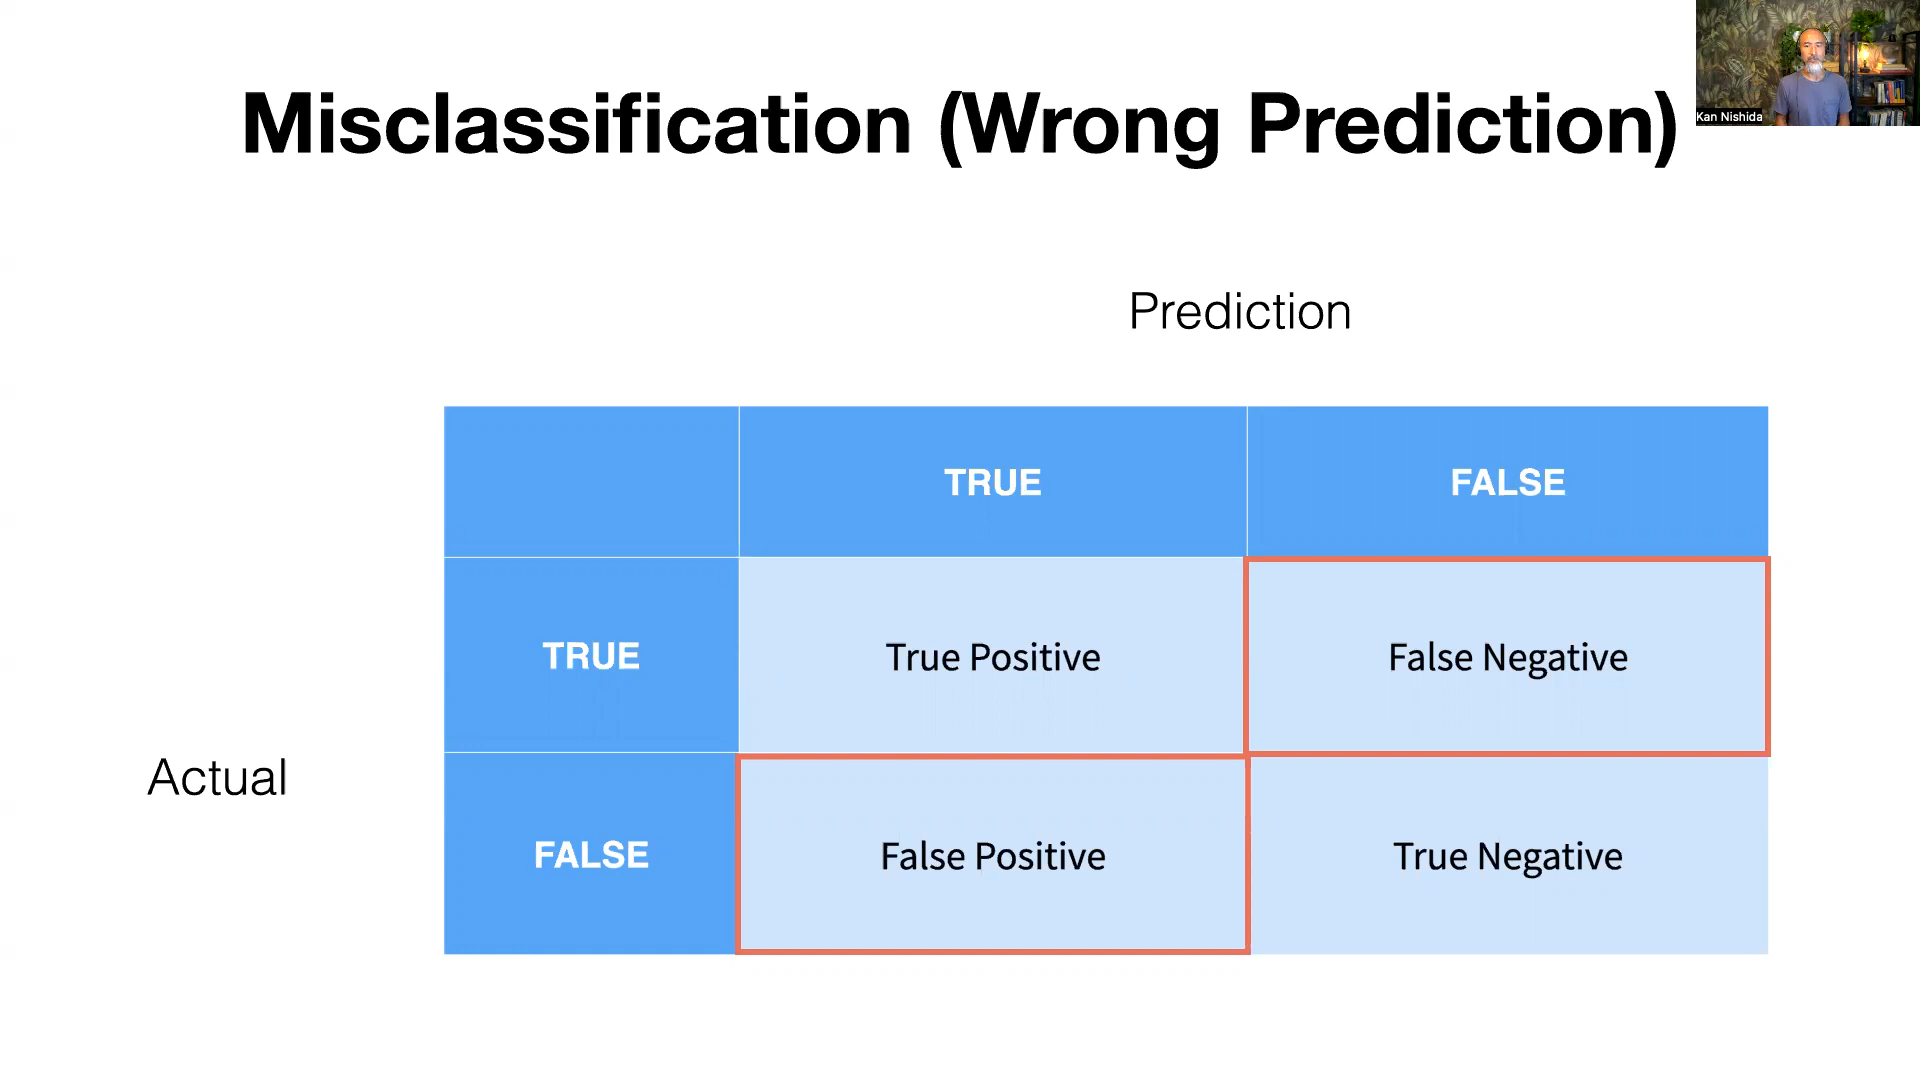 Misclassification (Wrong Prediction)
Kan Nishida
Prediction
TRUE FALSE
TRUE True Positive False Negative
Actual
FALSE False Positive True Negative